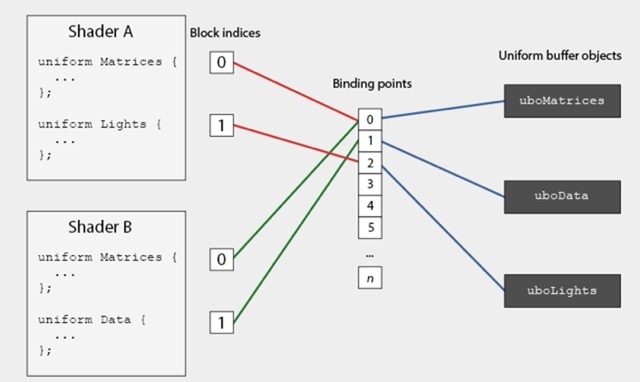 Shader A
uniform Matrices {
...
};
uniform Lights {
...
};
Shader B
uniform Matrices {
...
};
uniform Data {
...
};
Block indices
0
1
0
1
Binding points
0
1
2
3
4
5
...
n
Uniform buffer objects
uboMatrices
uboData
uboLights